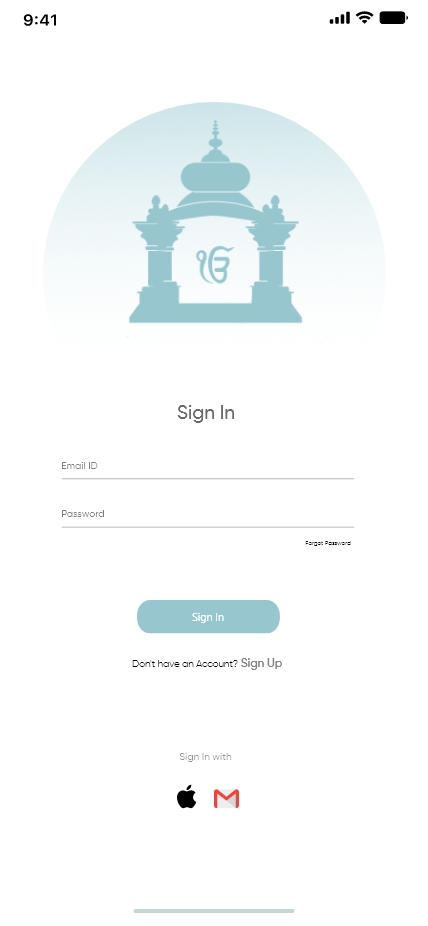 9:41
ੴ
Sign In
Email ID
Password
Forgot Password
Sign In
Don't have an Account? Sign Up
Sign In with